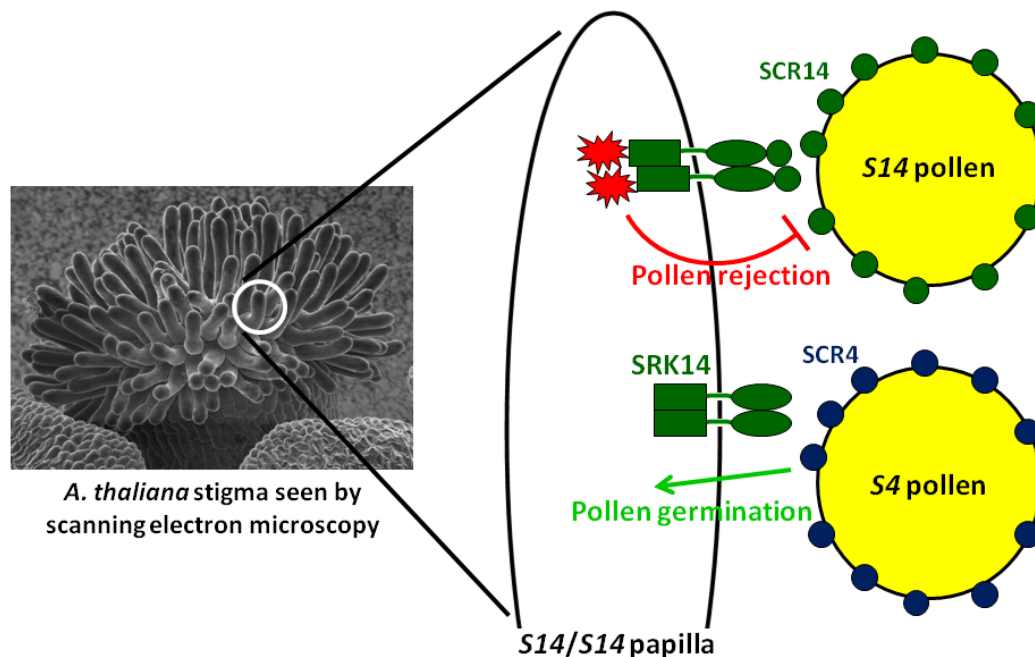 SCR14
S14 pollen
Pollen rejection
SRK14
SCR4
S4 pollen
Pollen germination
A. thaliana stigma seen by
scanning electron microscopy
S14/S14 papilla